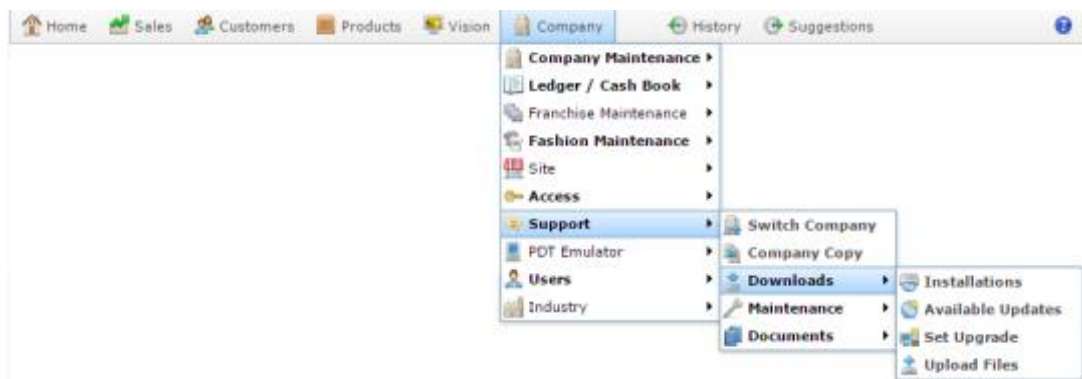 Home Sales Customers Products Vision Company History Suggestions
Company Maintenance
Ledger / Cash Book
Franchise Maintenance
Fashion Maintenance
Site
Access
Support
PDT Emulator
Users
Industry
Switch Company
Company Copy
Downloads
Maintenance
Documents
Installations
Available Updates
Set Upgrade
Upload Files